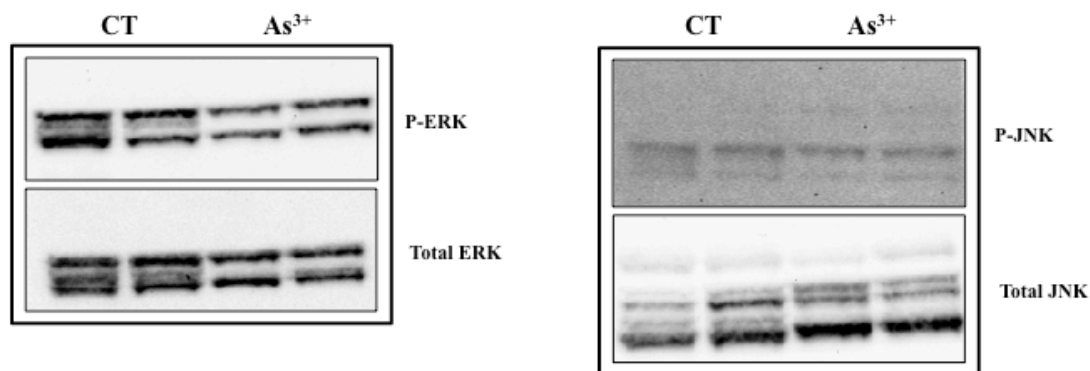 CT As³⁺
P-ERK
Total ERK
CT As³⁺
P-JNK
Total JNK